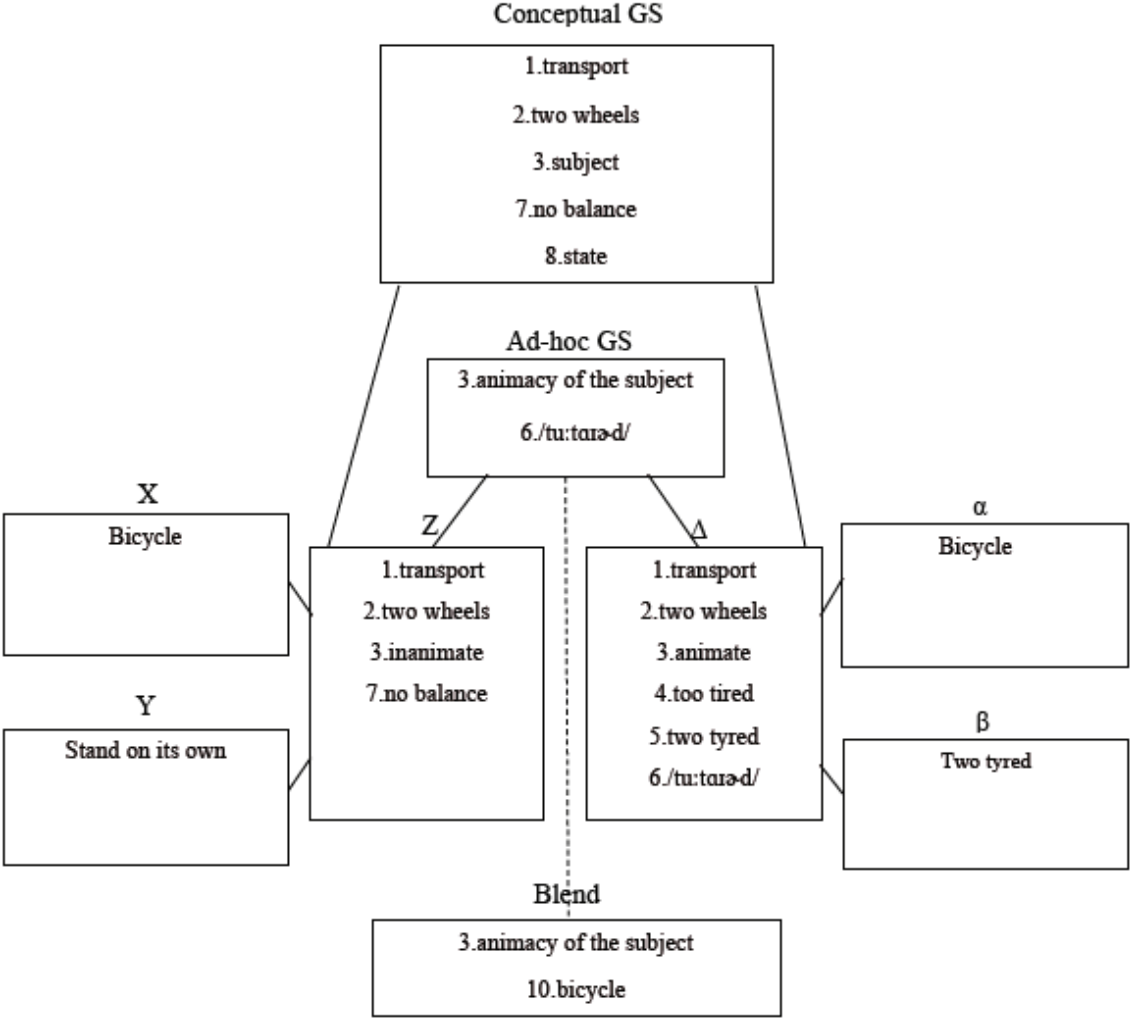 Conceptual GS
1.transport
2.two wheels
3.subject
7.no balance
8.state
Ad-hoc GS
3.animacy of the subject
6./tu:tɑɪɚd/
X
Bicycle
Y
Stand on its own
Z
1.transport
2.two wheels
3.inanimate
7.no balance
Δ
1.transport
2.two wheels
3.animate
4.too tired
5.two tyred
6./tu:tɑɪɚd/
α
Bicycle
β
Two tyred
Blend
3.animacy of the subject
10.bicycle